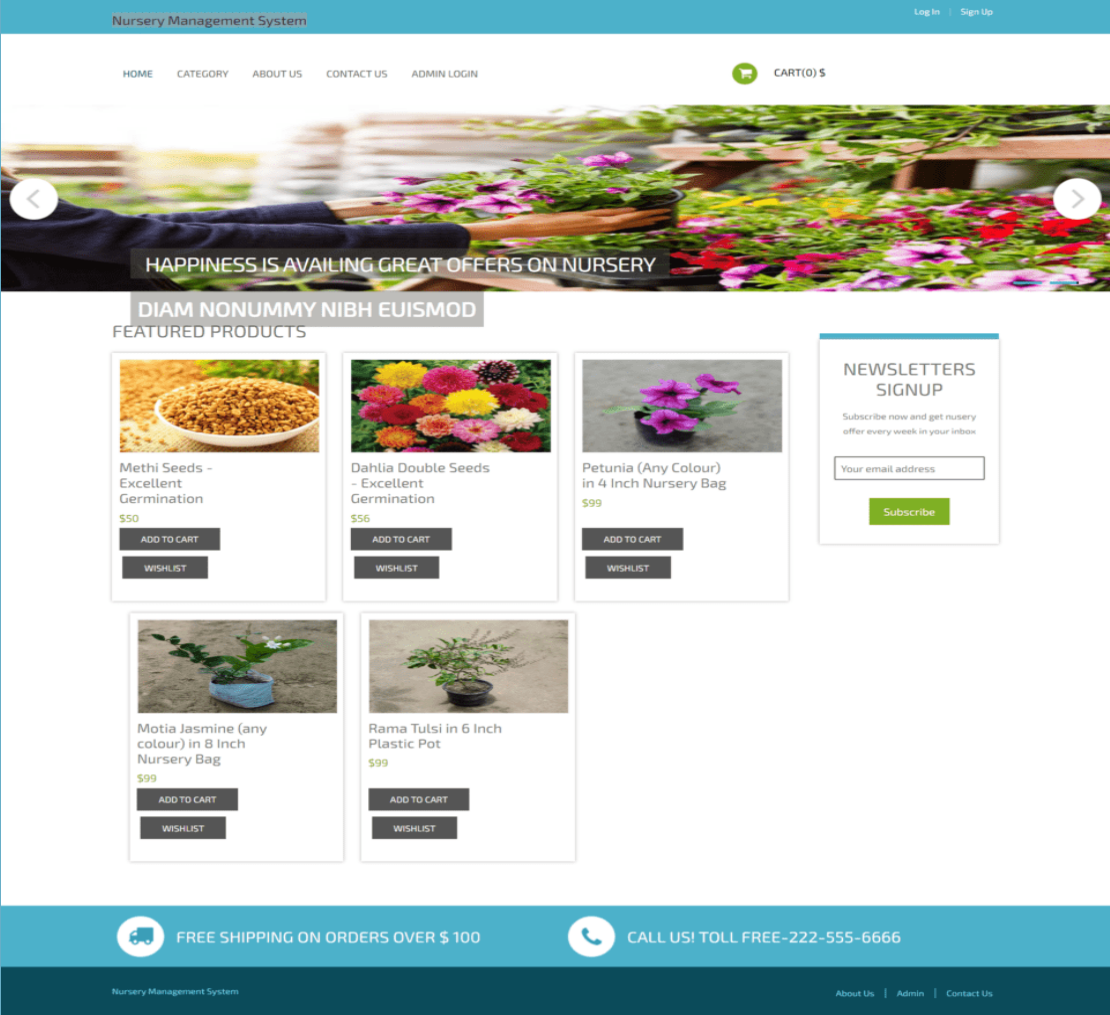 Nursery Management System
Log In | Sign Up
HOME CATEGORY ABOUT US CONTACT US ADMIN LOGIN
CART(0) $
HAPPINESS IS AVAILING GREAT OFFERS ON NURSERY
DIAM NONUMMY NIBH EUISMOD
FEATURED PRODUCTS
Methi Seeds -
Excellent
Germination
$50
ADD TO CART
WISHLIST
Dahlia Double Seeds
- Excellent
Germination
$56
ADD TO CART
WISHLIST
Petunia (Any Colour)
in 4 Inch Nursery Bag
$99
ADD TO CART
WISHLIST
NEWSLETTERS
SIGNUP
Subscribe now and get nusery
offer every week in your inbox
Your email address
Subscribe
Motia Jasmine (any
colour) in 8 Inch
Nursery Bag
$99
ADD TO CART
WISHLIST
Rama Tulsi in 6 Inch
Plastic Pot
$99
ADD TO CART
WISHLIST
FREE SHIPPING ON ORDERS OVER $ 100
CALL US! TOLL FREE-222-555-6666
Nursery Management System
About Us | Admin | Contact Us